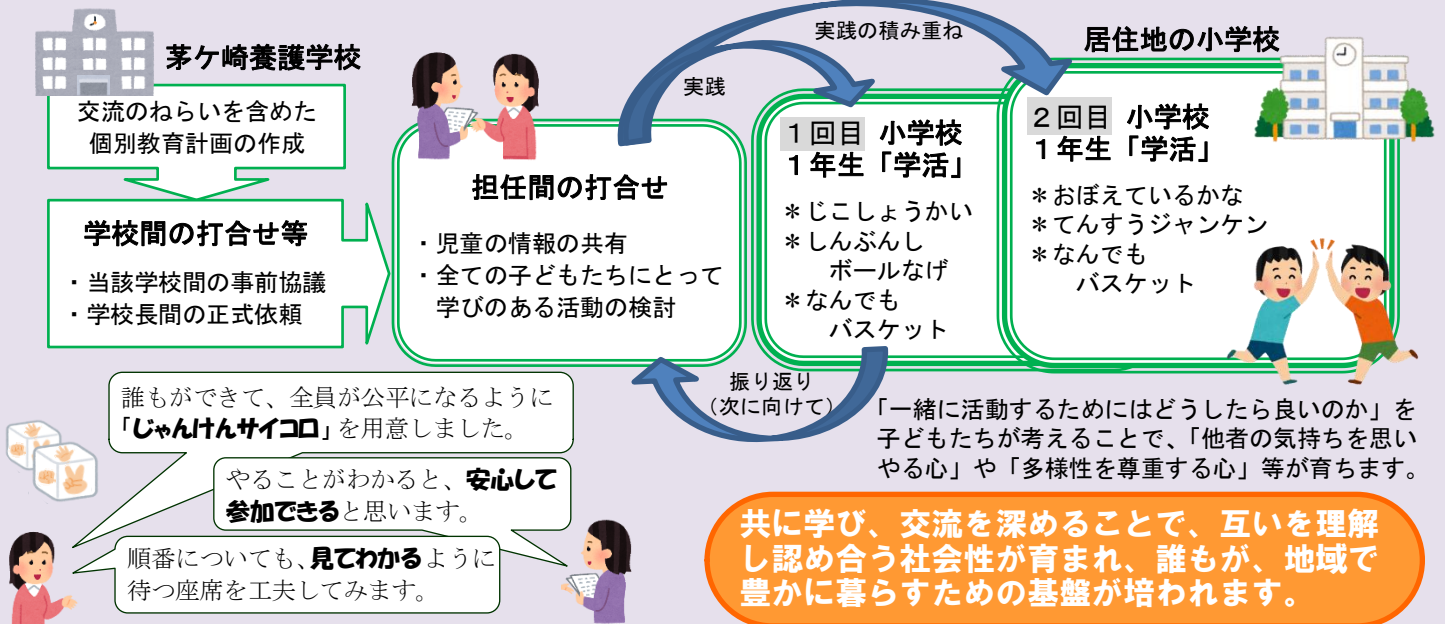 茅ケ崎養護学校
交流のねらいを含めた
個別教育計画の作成
学校間の打合せ等
・当該学校間の事前協議
・学校長間の正式依頼
担任間の打合せ
・児童の情報の共有
・全ての子どもたちにとって
学びのある活動の検討
実践
実践の積み重ね
居住地の小学校
1回目 小学校
1年生「学活」
＊じこしょうかい
＊しんぶんし
ボールなげ
＊なんでも
バスケット
２回目 小学校
１年生「学活」
＊おぼえているかな
＊てんすうジャンケン
＊なんでも
バスケット
振り返り
（次に向けて）
誰もができて、全員が公平になるように
「じゃんけんサイコロ」を用意しました。
やることがわかると、安心して
参加できると思います。
順番についても、見てわかるように
待つ座席を工夫してみます。
「一緒に活動するためにはどうしたら良いのか」を
子どもたちが考えることで、「他者の気持ちを思い
やる心」や「多様性を尊重する心」等が育ちます。
共に学び、交流を深めることで、互いを理解
し認め合う社会性が育まれ、誰もが、地域で
豊かに暮らすための基盤が培われます。